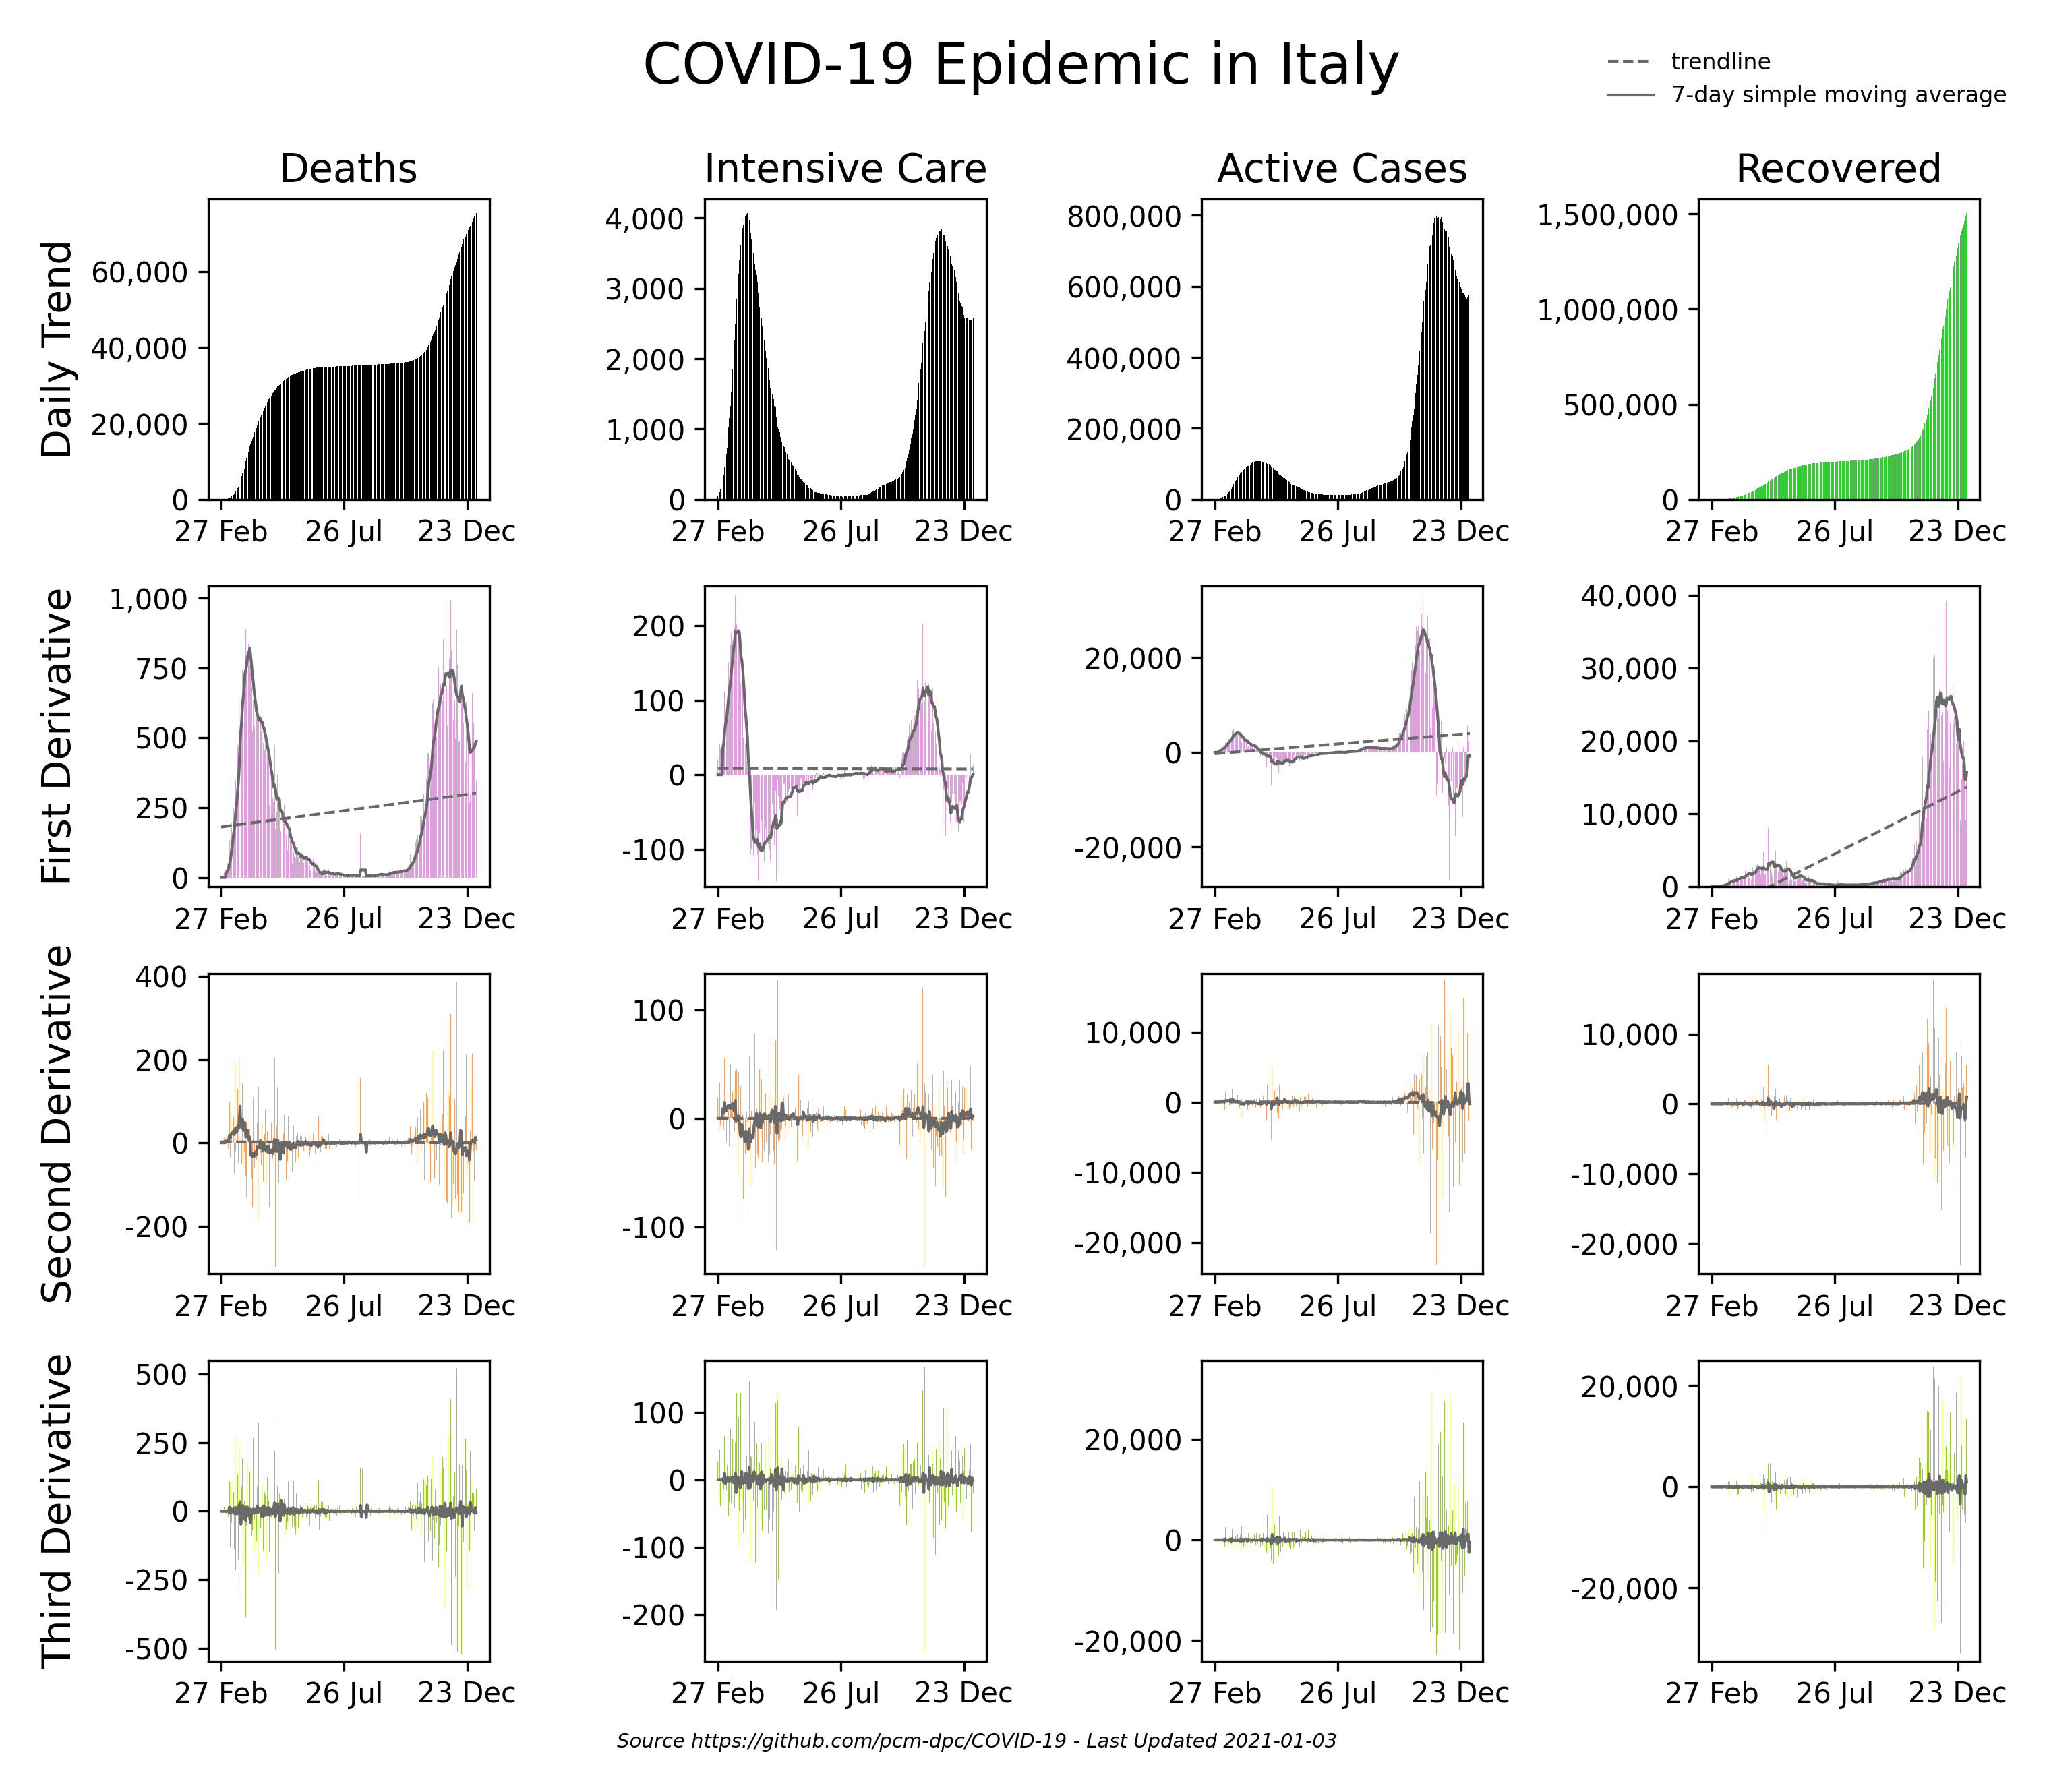 COVID-19 Epidemic in Italy
trendline
7-day simple moving average
Deaths
Intensive Care
Active Cases
Recovered
Daily Trend
60,000
40,000
20,000
0
27 Feb 26 Jul 23 Dec
4,000
3,000
2,000
1,000
0
27 Feb 26 Jul 23 Dec
800,000
600,000
400,000
200,000
0
27 Feb 26 Jul 23 Dec
1,500,000
1,000,000
500,000
0
27 Feb 26 Jul 23 Dec
First Derivative
1,000
750
500
250
0
27 Feb 26 Jul 23 Dec
200
100
0
-100
27 Feb 26 Jul 23 Dec
20,000
0
-20,000
27 Feb 26 Jul 23 Dec
40,000
30,000
20,000
10,000
0
27 Feb 26 Jul 23 Dec
Second Derivative
400
200
0
-200
27 Feb 26 Jul 23 Dec
100
0
-100
27 Feb 26 Jul 23 Dec
10,000
0
-10,000
-20,000
27 Feb 26 Jul 23 Dec
10,000
0
-10,000
-20,000
27 Feb 26 Jul 23 Dec
Third Derivative
500
250
0
-250
-500
27 Feb 26 Jul 23 Dec
100
0
-100
-200
27 Feb 26 Jul 23 Dec
20,000
0
-20,000
27 Feb 26 Jul 23 Dec
20,000
0
-20,000
27 Feb 26 Jul 23 Dec
Source https://github.com/pcm-dpc/COVID-19 - Last Updated 2021-01-03